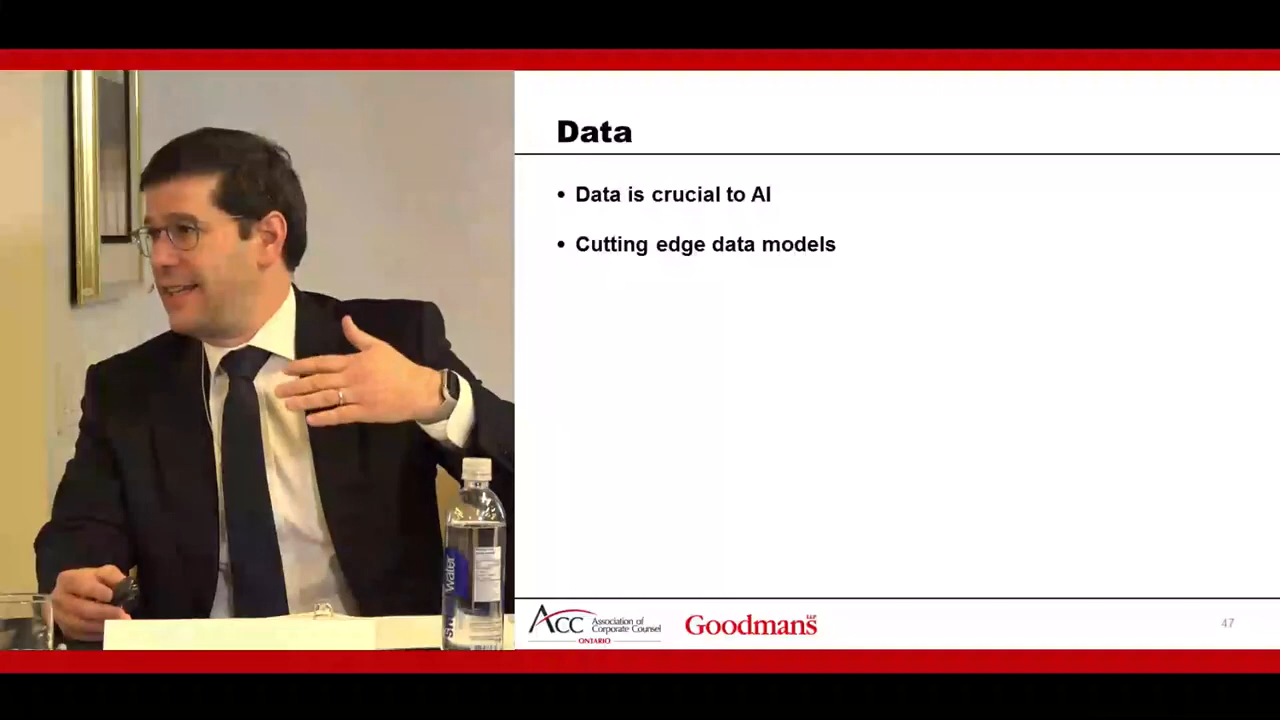 Data
• Data is crucial to AI
• Cutting edge data models
water
ACC
Association of
Corporate Counsel
ONTARIO
Goodmans
LLP
47